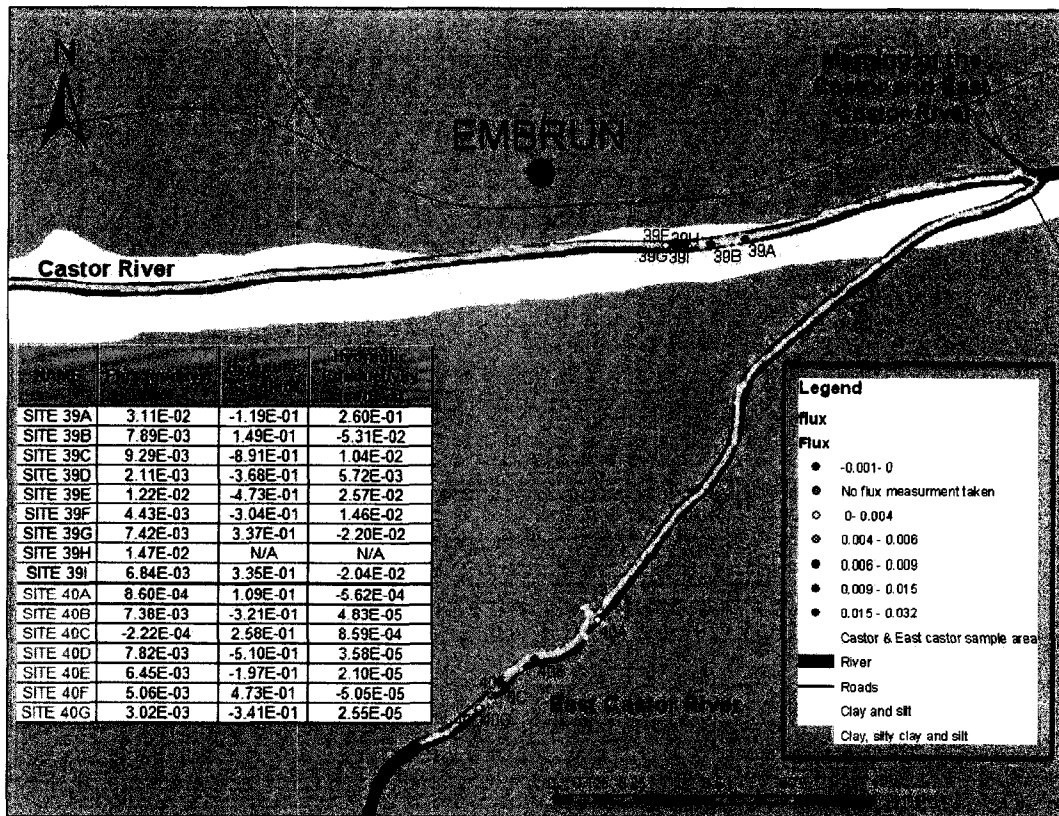 N
EMBRUN
Merging of the
Castor and East
Castor River
Castor River
39E 39H
39G 39I 39B 39A
SITE 39A 3.11E-02 -1.19E-01 2.60E-01
SITE 39B 7.89E-03 1.49E-01 -5.31E-02
SITE 39C 9.29E-03 -8.91E-01 1.04E-02
SITE 39D 2.11E-03 -3.68E-01 5.72E-03
SITE 39E 1.22E-02 -4.73E-01 2.57E-02
SITE 39F 4.43E-03 -3.04E-01 1.46E-02
SITE 39G 7.42E-03 3.37E-01 -2.20E-02
SITE 39H 1.47E-02 N/A N/A
SITE 39I 6.84E-03 3.35E-01 -2.04E-02
SITE 40A 8.60E-04 1.09E-01 -5.62E-04
SITE 40B 7.38E-03 -3.21E-01 4.83E-05
SITE 40C -2.22E-04 2.58E-01 8.59E-04
SITE 40D 7.82E-03 -5.10E-01 3.58E-05
SITE 40E 6.45E-03 -1.97E-01 2.10E-05
SITE 40F 5.06E-03 4.73E-01 -5.05E-05
SITE 40G 3.02E-03 -3.41E-01 2.55E-05
East Castor River
Legend
flux
Flux
-0.001- 0
No flux measurment taken
0- 0.004
0.004 - 0.006
0.006 - 0.009
0.009 - 0.015
0.015 - 0.032
Castor & East castor sample area
River
Roads
Clay and silt
Clay, silty clay and silt